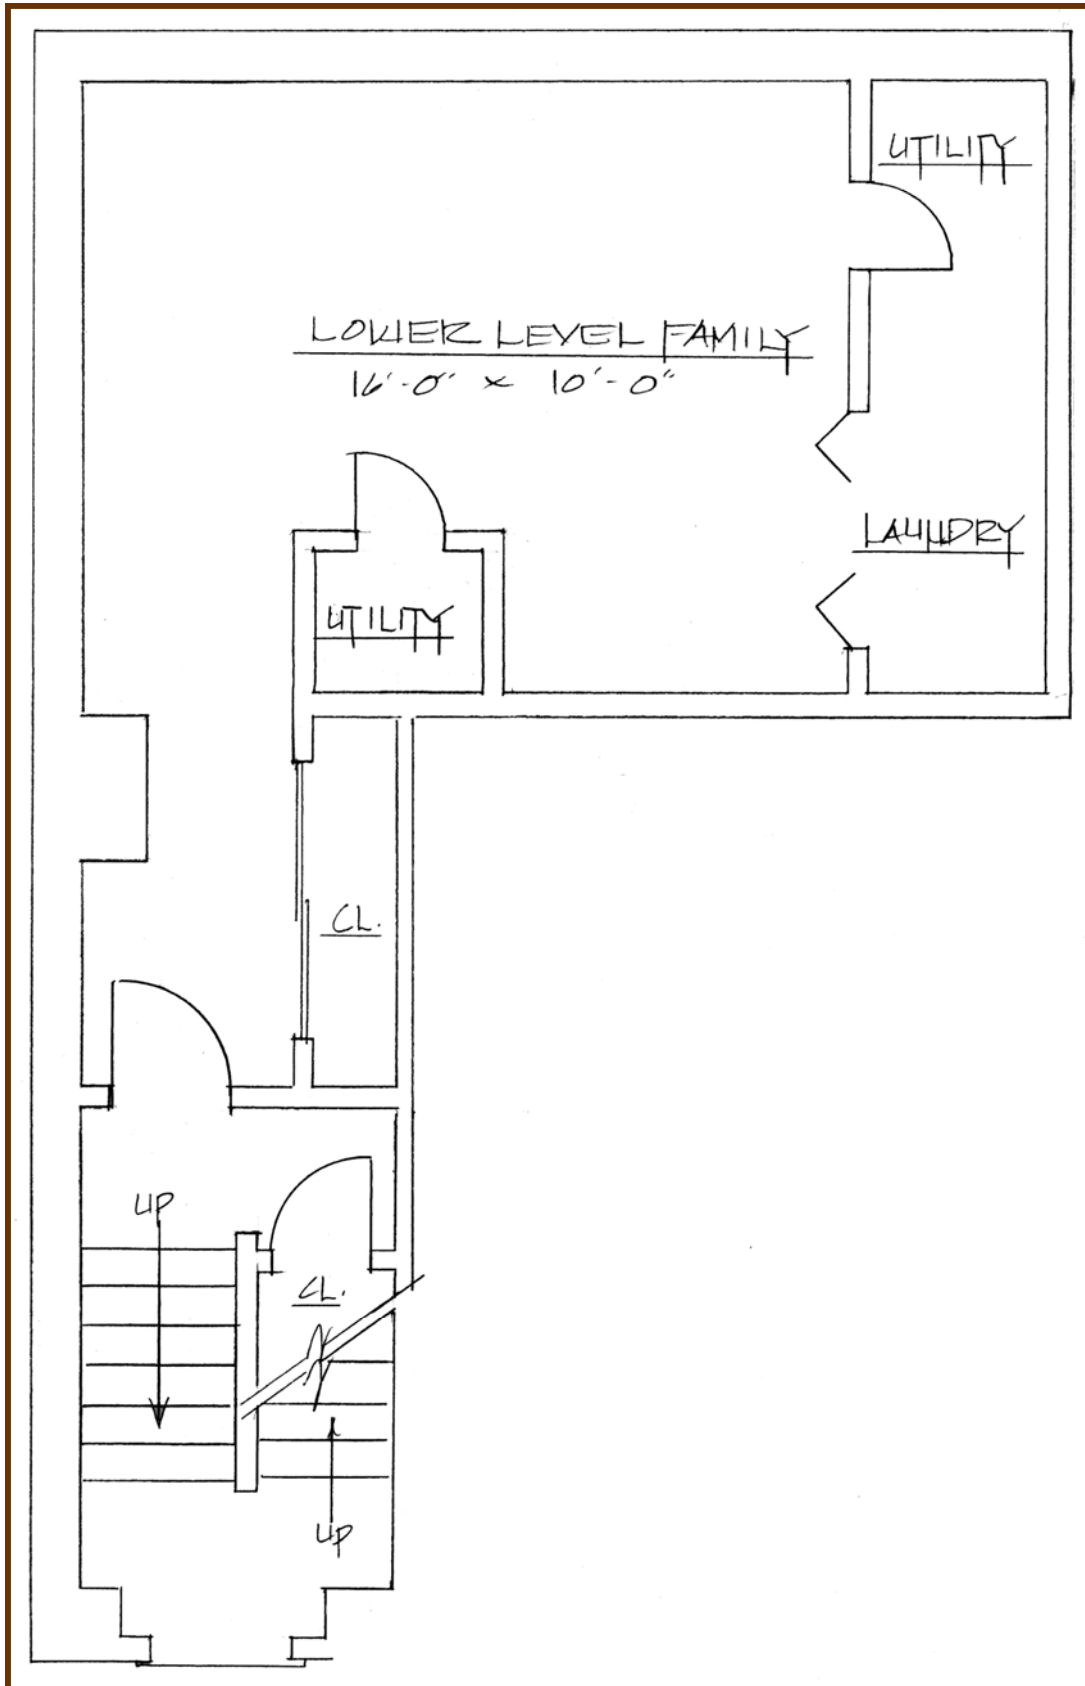 UTILITY
LOWER LEVEL FAMILY
16'-0" x 10'-0"
LAUNDRY
UTILITY
CL.
UP
CL.
UP